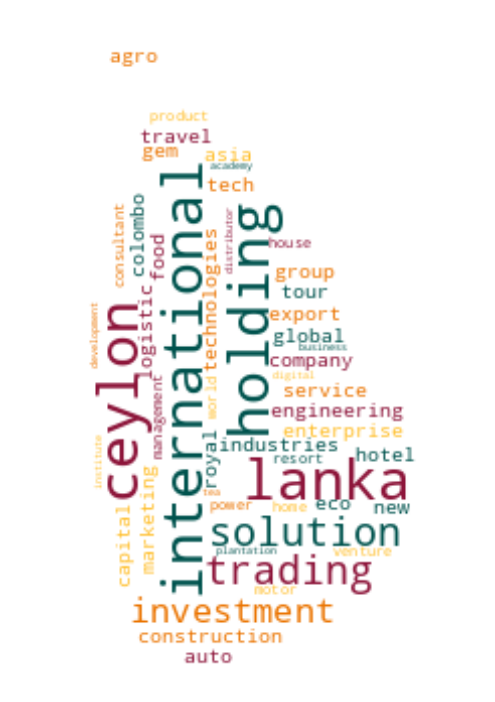 agro
product
travel
gem
asia
academy
tech
international
colombo
consultant
distributor
holding
food
house
technologies
group
logistic
tour
ceylon
development
export
global
business
company
management
world
digital
service
engineering
enterprise
royal
industries
institute
resort
hotel
lanka
marketing
tea
capital
power
home
eco
new
solution
plantation
venture
trading
motor
investment
construction
auto